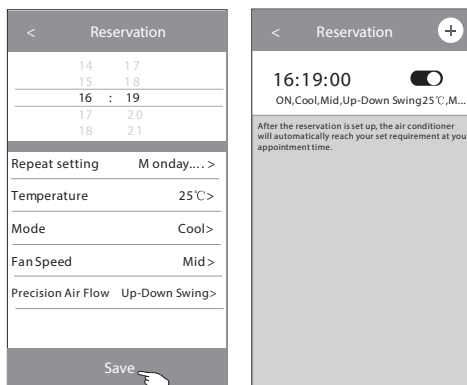 < Reservation
14 17
15 18
16 : 19
17 20
18 21
Repeat setting Monday....>
Temperature 25℃>
Mode Cool>
Fan Speed Mid>
Precision Air Flow Up-Down Swing>
Save
< Reservation +
16:19:00
ON,Cool,Mid,Up-Down Swing25℃,M...
After the reservation is set up, the air conditioner
will automatically reach your set requirement at you
appointment time.